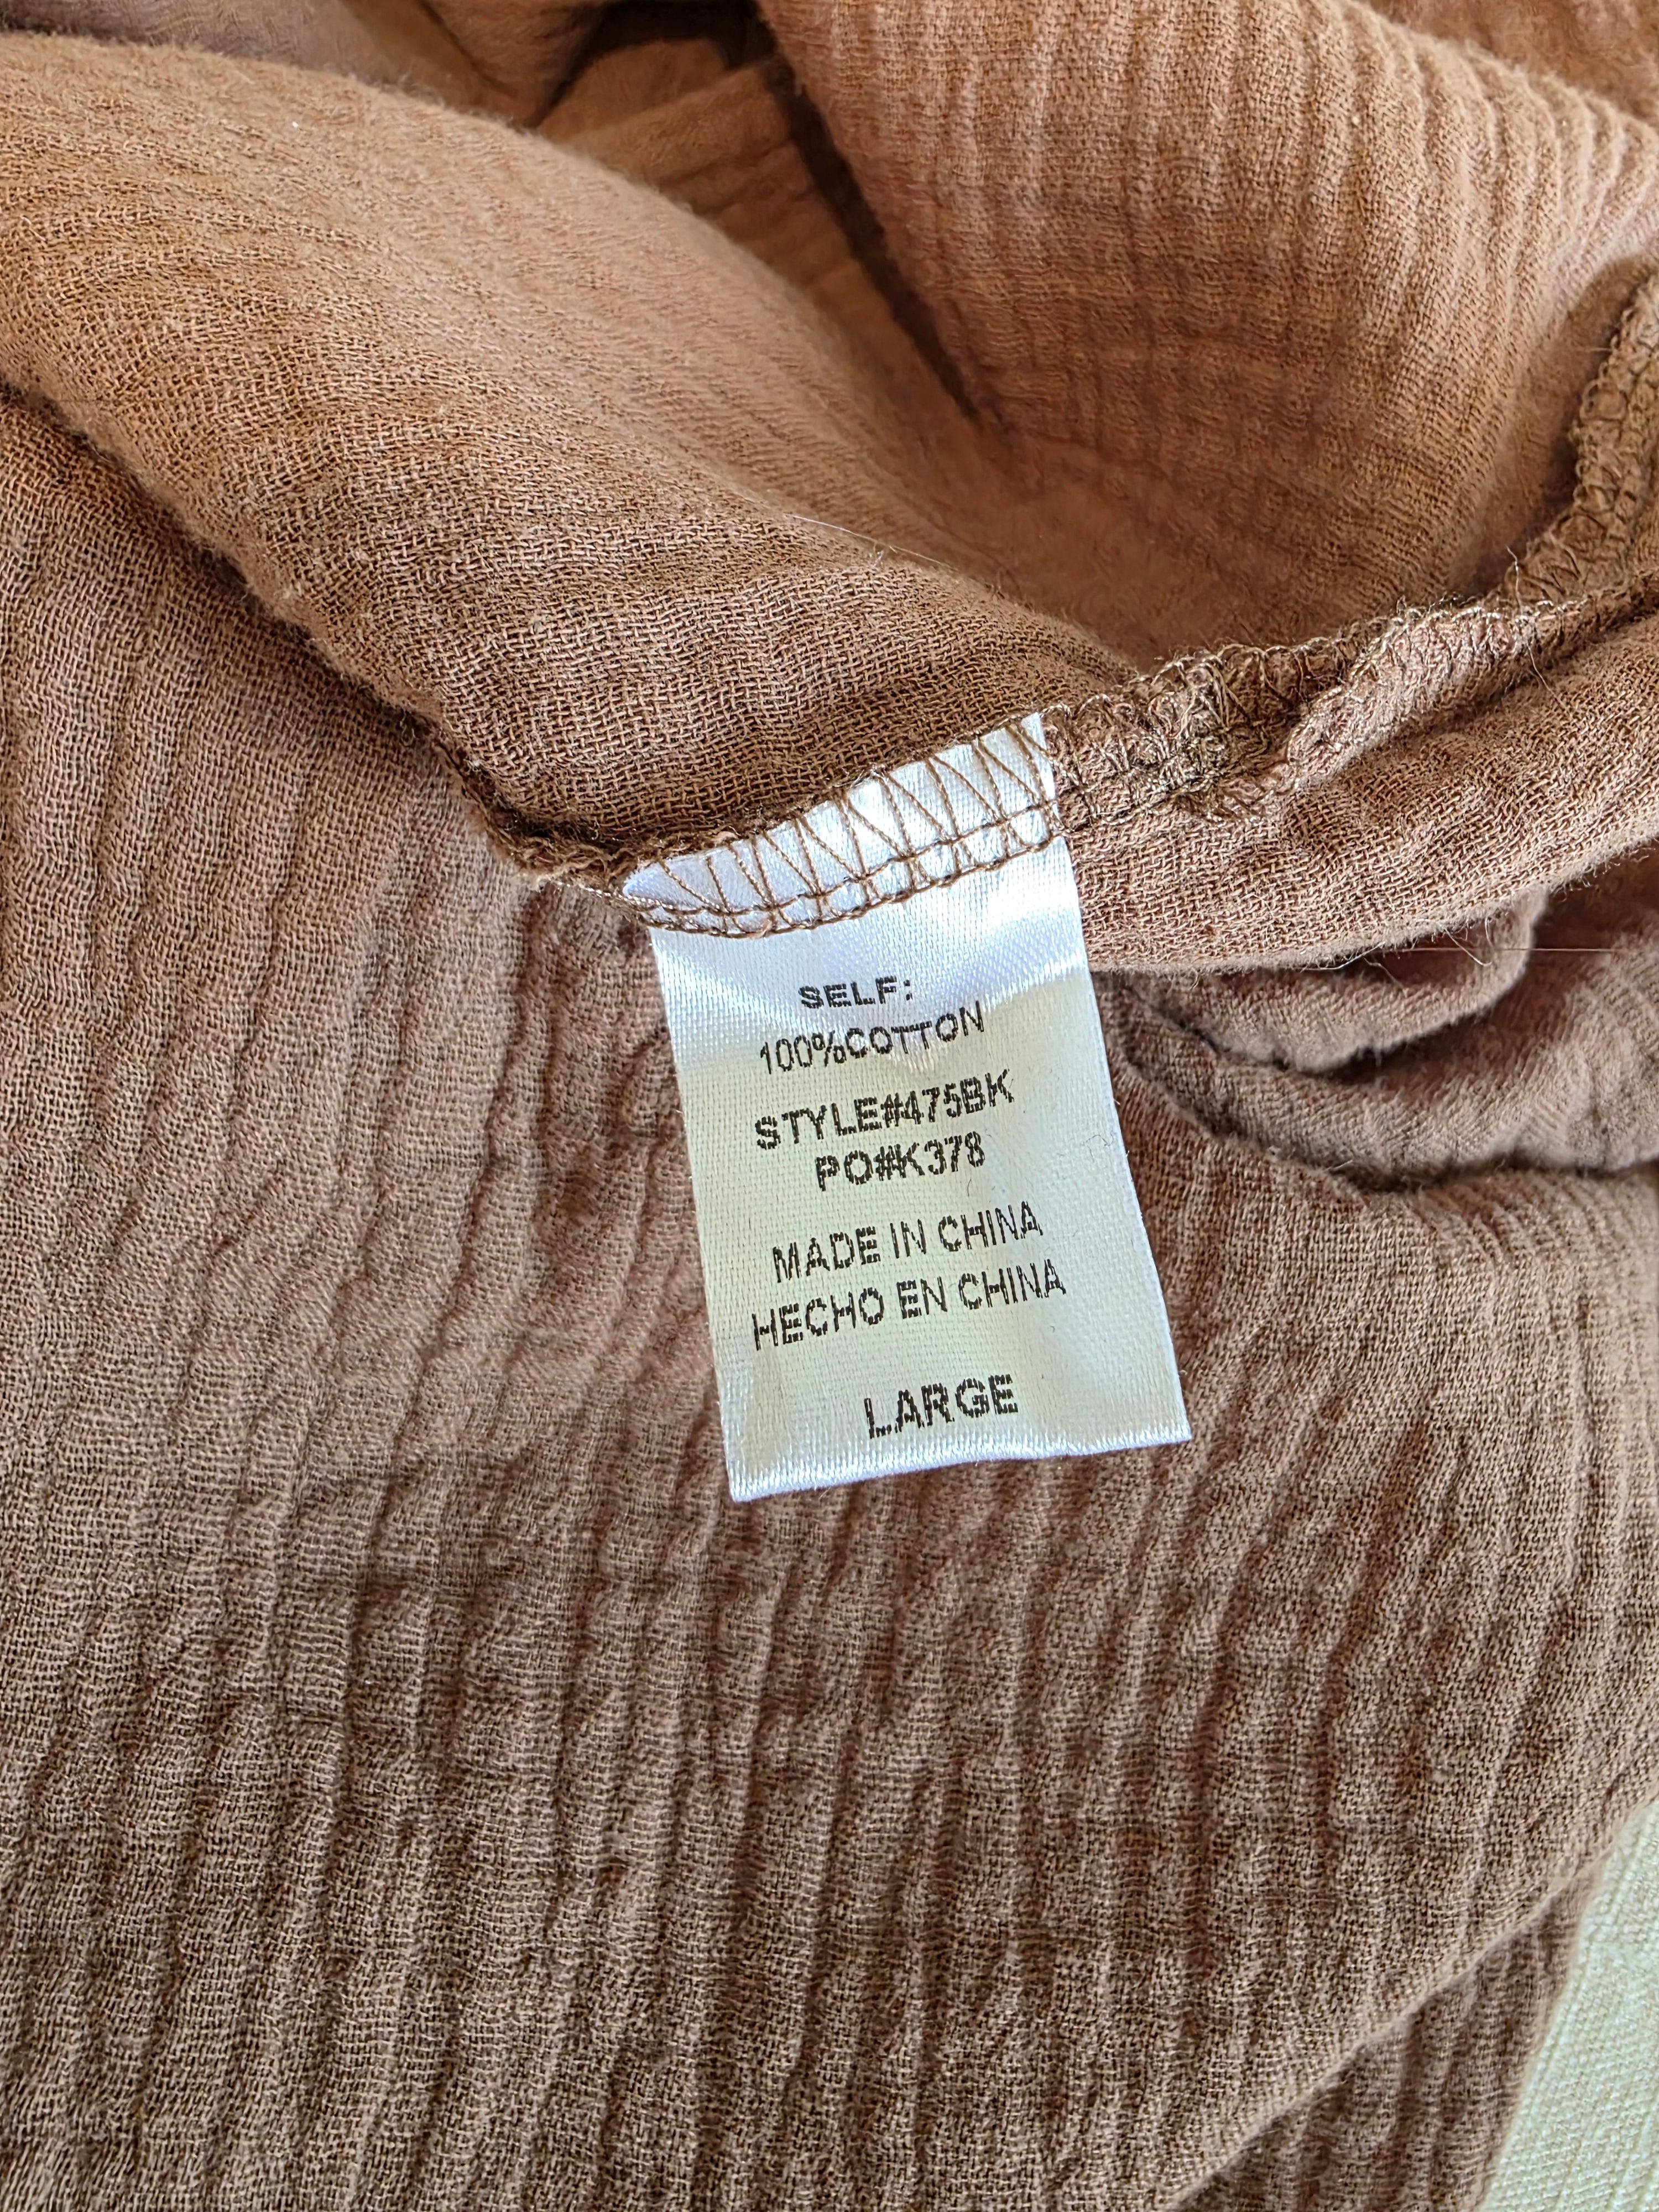 SELF:
100%COTTON
STYLE#475BK
PO#K378
MADE IN CHINA
HECHO EN CHINA
LARGE